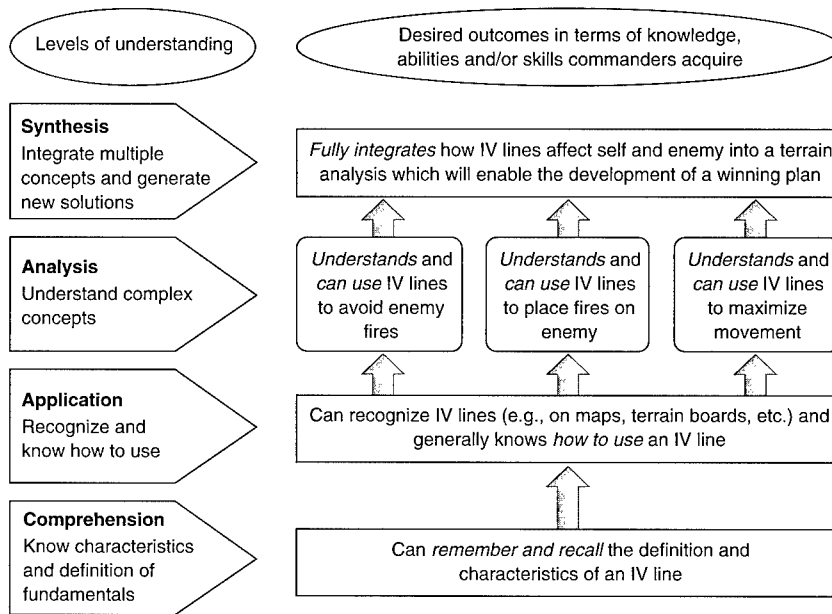 Levels of understanding
Desired outcomes in terms of knowledge,
abilities and/or skills commanders acquire
Synthesis
Integrate multiple
concepts and generate
new solutions
Fully integrates how IV lines affect self and enemy into a terrain
analysis which will enable the development of a winning plan
Analysis
Understand complex
concepts
Understands and
can use IV lines
to avoid enemy
fires
Understands and
can use IV lines
to place fires on
enemy
Understands and
can use IV lines
to maximize
movement
Application
Recognize and
know how to use
Can recognize IV lines (e.g., on maps, terrain boards, etc.) and
generally knows how to use an IV line
Comprehension
Know characteristics
and definition of
fundamentals
Can remember and recall the definition and
characteristics of an IV line